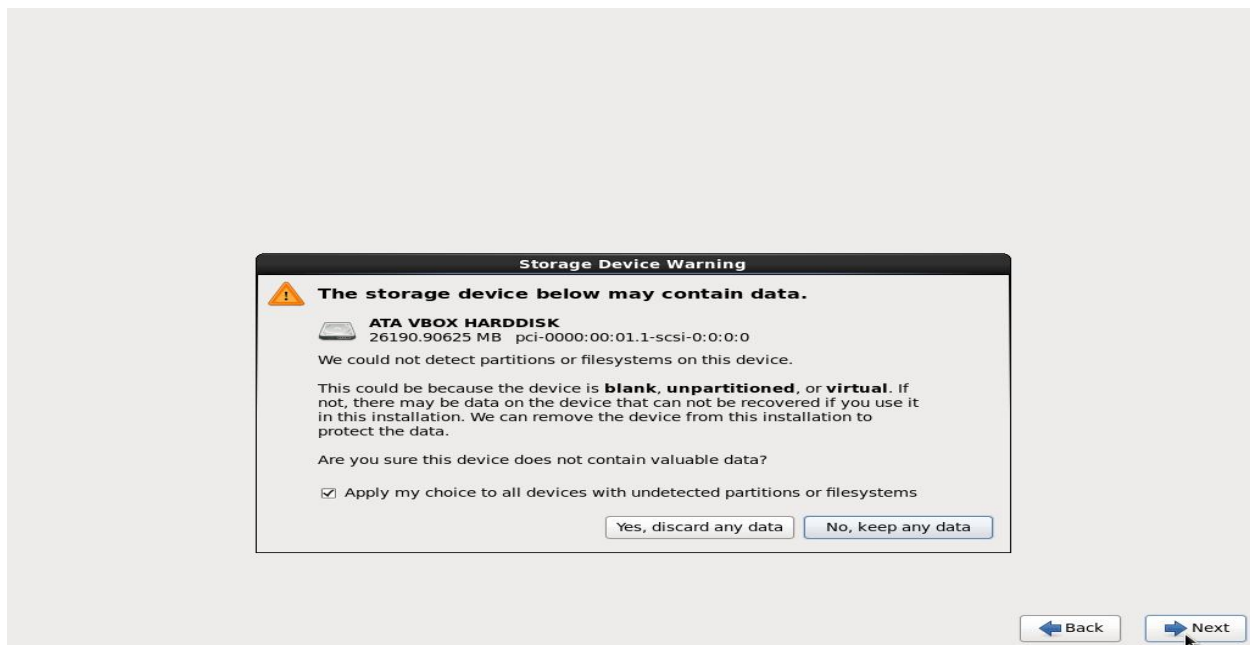 Storage Device Warning
The storage device below may contain data.
ATA VBOX HARDDISK
26190.90625 MB pci-0000:00:01.1-scsi-0:0:0:0
We could not detect partitions or filesystems on this device.
This could be because the device is blank, unpartitioned, or virtual. If
not, there may be data on the device that can not be recovered if you use it
in this installation. We can remove the device from this installation to
protect the data.
Are you sure this device does not contain valuable data?
Apply my choice to all devices with undetected partitions or filesystems
Yes, discard any data No, keep any data
Back Next